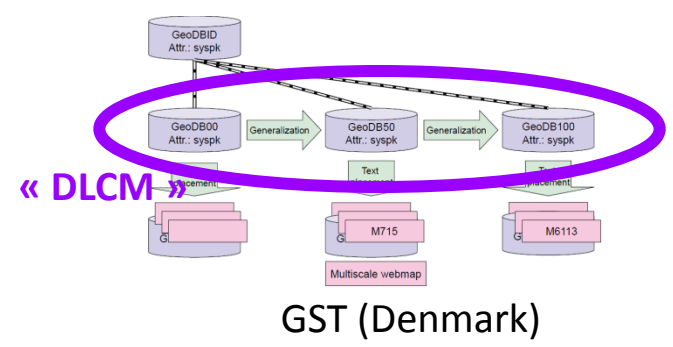 GeoDBID
Attr.: syspk
GeoDB00
Attr.: syspk
Generalization
GeoDB50
Attr.: syspk
Generalization
GeoDB100
Attr.: syspk
Text
« DLCM »
M715
M6113
Multiscale webmap
GST (Denmark)